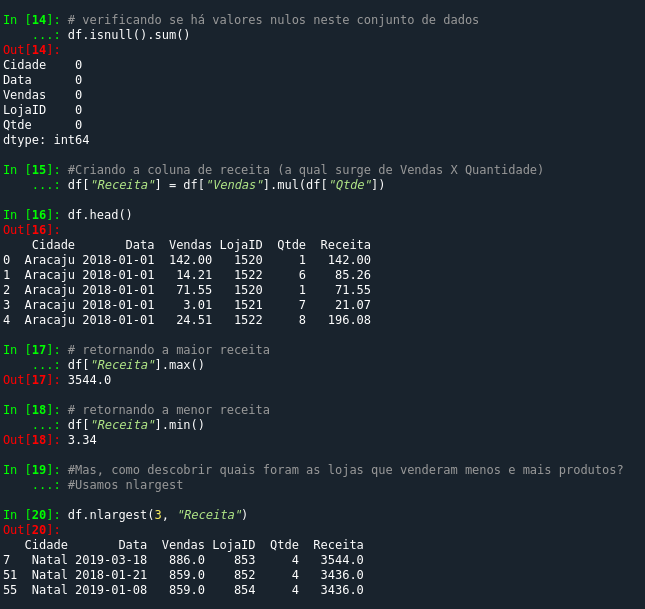 In [14]: # verificando se há valores nulos neste conjunto de dados
    ...: df.isnull().sum()
Out[14]:
Cidade    0
Data      0
Vendas    0
LojaID    0
Qtde      0
dtype: int64
In [15]: #Criando a coluna de receita (a qual surge de Vendas X Quantidade)
    ...: df["Receita"] = df["Vendas"].mul(df["Qtde"])
In [16]: df.head()
Out[16]:
    Cidade       Data  Vendas LojaID  Qtde  Receita
0  Aracaju 2018-01-01  142.00   1520     1   142.00
1  Aracaju 2018-01-01   14.21   1522     6    85.26
2  Aracaju 2018-01-01   71.55   1520     1    71.55
3  Aracaju 2018-01-01    3.01   1521     7    21.07
4  Aracaju 2018-01-01   24.51   1522     8   196.08
In [17]: # retornando a maior receita
    ...: df["Receita"].max()
Out[17]: 3544.0
In [18]: # retornando a menor receita
    ...: df["Receita"].min()
Out[18]: 3.34
In [19]: #Mas, como descobrir quais foram as lojas que venderam menos e mais produtos?
    ...: #Usamos nlargest
In [20]: df.nlargest(3, "Receita")
Out[20]:
   Cidade       Data  Vendas LojaID  Qtde  Receita
7   Natal 2019-03-18   886.0    853     4   3544.0
51  Natal 2018-01-21   859.0    852     4   3436.0
55  Natal 2019-01-08   859.0    854     4   3436.0